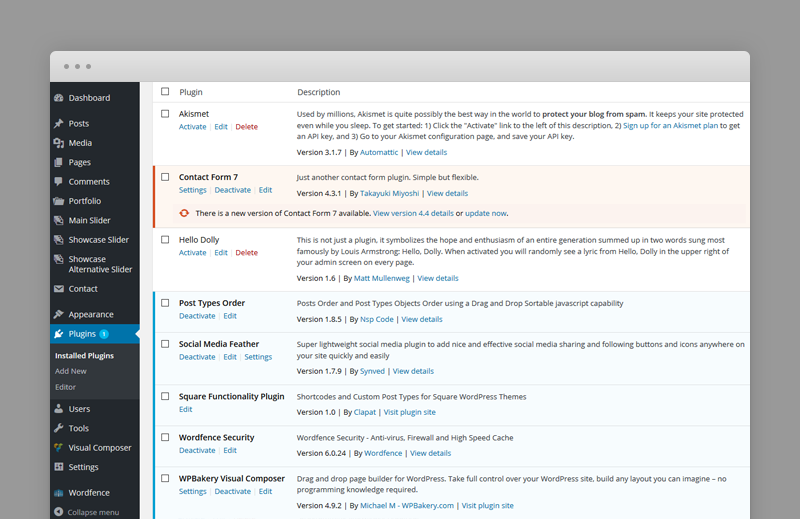 Dashboard
Posts
Media
Pages
Comments
Portfolio
Main Slider
Showcase Slider
Showcase
Alternative Slider
Contact
Appearance
Plugins 1
Installed Plugins
Add New
Editor
Users
Tools
Visual Composer
Settings
Wordfence
Collapse menu
Plugin Description
Akismet
Activate | Edit | Delete
Used by millions, Akismet is quite possibly the best way in the world to protect your blog from spam. It keeps your site protected
even while you sleep. To get started: 1) Click the "Activate" link to the left of this description, 2) Sign up for an Akismet plan to get
an API key, and 3) Go to your Akismet configuration page, and save your API key.
Version 3.1.7 | By Automattic | View details
Contact Form 7
Settings | Deactivate | Edit
Just another contact form plugin. Simple but flexible.
Version 4.3.1 | By Takayuki Miyoshi | View details
There is a new version of Contact Form 7 available. View version 4.4 details or update now.
Hello Dolly
Activate | Edit | Delete
This is not just a plugin, it symbolizes the hope and enthusiasm of an entire generation summed up in two words sung most
famously by Louis Armstrong: Hello, Dolly. When activated you will randomly see a lyric from Hello, Dolly in the upper right of
your admin screen on every page.
Version 1.6 | By Matt Mullenweg | View details
Post Types Order
Deactivate | Edit
Posts Order and Post Types Objects Order using a Drag and Drop Sortable javascript capability
Version 1.8.5 | By Nsp Code | View details
Social Media Feather
Deactivate | Edit | Settings
Super lightweight social media plugin to add nice and effective social media sharing and following buttons and icons anywhere on
your site quickly and easily
Version 1.7.9 | By Synved | View details
Square Functionality Plugin
Edit
Shortcodes and Custom Post Types for Square WordPress Themes
Version 1.0 | By Clapat | Visit plugin site
Wordfence Security
Deactivate | Edit
Wordfence Security - Anti-virus, Firewall and High Speed Cache
Version 6.0.24 | By Wordfence | View details
WPBakery Visual Composer
Settings | Deactivate | Edit
Drag and drop page builder for WordPress. Take full control over your WordPress site, build any layout you can imagine – no
programming knowledge required.
Version 4.9.2 | By Michael M - WPBakery.com | Visit plugin site